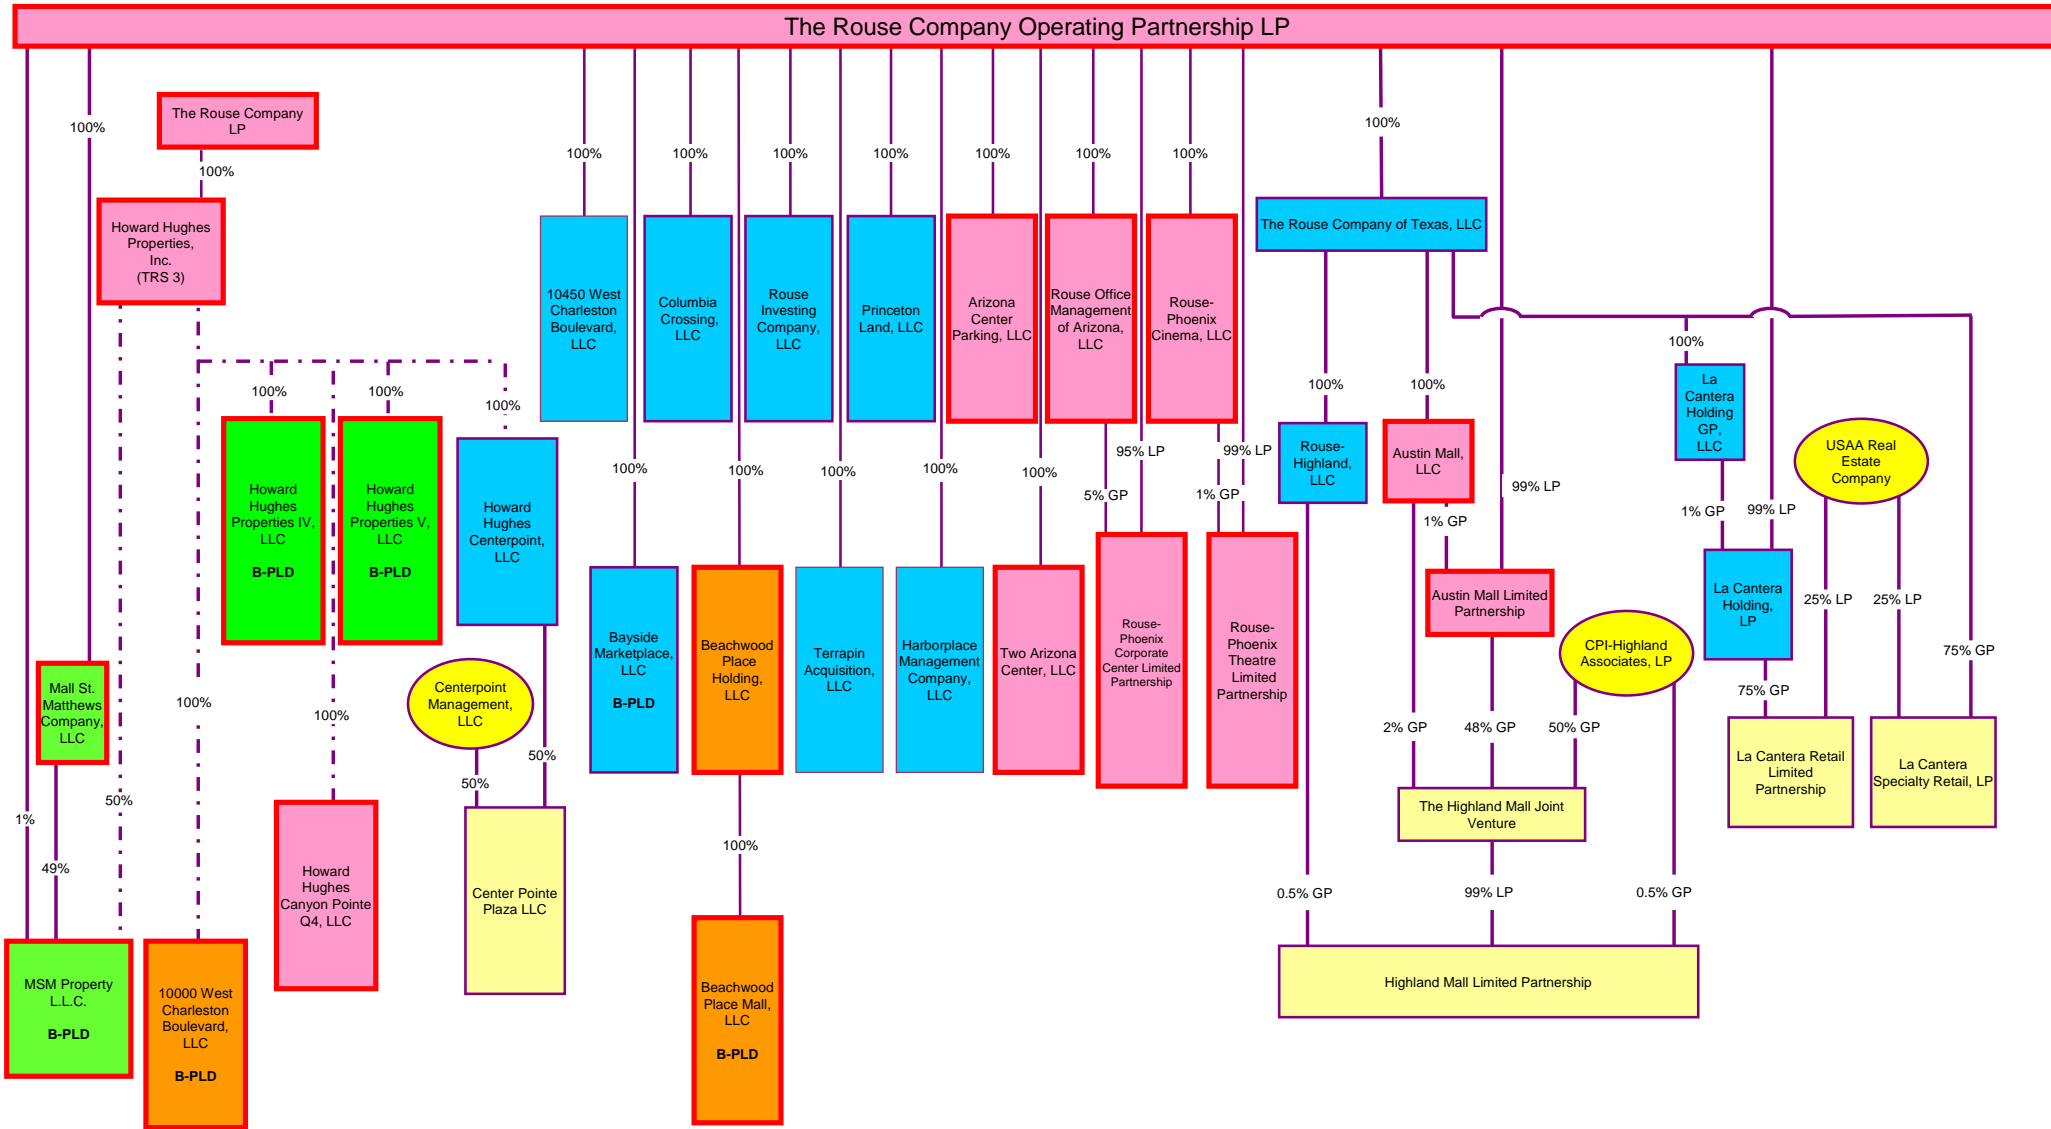 The Rouse Company Operating Partnership LP
The Rouse Company
LP
100%
100%
Howard Hughes
Properties,
Inc.
(TRS 3)
100%
100%
100%
100%
100%
100%
100%
100%
10450 West
Charleston
Boulevard,
LLC
Columbia
Crossing,
LLC
Rouse
Investing
Company,
LLC
Princeton
Land, LLC
Arizona
Center
Parking, LLC
Rouse Office
Management
of Arizona,
LLC
Rouse-
Phoenix
Cinema, LLC
The Rouse Company of Texas, LLC
100%
100%
100%
100%
100%
100%
Howard
Hughes
Properties IV,
LLC
B-PLD
Howard
Hughes
Properties V,
LLC
B-PLD
Howard
Hughes
Centerpoint,
LLC
100%
100%
100%
100%
100%
95% LP
5% GP
99% LP
1% GP
Rouse-
Highland,
LLC
Austin Mall,
LLC
La
Cantera
Holding
GP,
LLC
USAA Real
Estate
Company
99% LP
1% GP
1% GP
99% LP
Bayside
Marketplace,
LLC
B-PLD
Beachwood
Place
Holding,
LLC
Terrapin
Acquisition,
LLC
Harborplace
Management
Company,
LLC
Two Arizona
Center, LLC
Rouse-
Phoenix
Corporate
Center Limited
Partnership
Rouse-
Phoenix
Theatre
Limited
Partnership
Austin Mall Limited
Partnership
La Cantera
Holding,
LP
25% LP
25% LP
CPI-Highland
Associates, LP
75% GP
75% GP
Mall St.
Matthews
Company,
LLC
100%
100%
Centerpoint
Management,
LLC
50%
50%
2% GP
48% GP
50% GP
La Cantera Retail
Limited
Partnership
La Cantera
Specialty Retail, LP
50%
1%
49%
The Highland Mall Joint
Venture
100%
Howard
Hughes
Canyon Pointe
Q4, LLC
Center Pointe
Plaza LLC
0.5% GP
99% LP
0.5% GP
MSM Property
L.L.C.
B-PLD
10000 West
Charleston
Boulevard,
LLC
B-PLD
Beachwood
Place Mall,
LLC
B-PLD
Highland Mall Limited Partnership